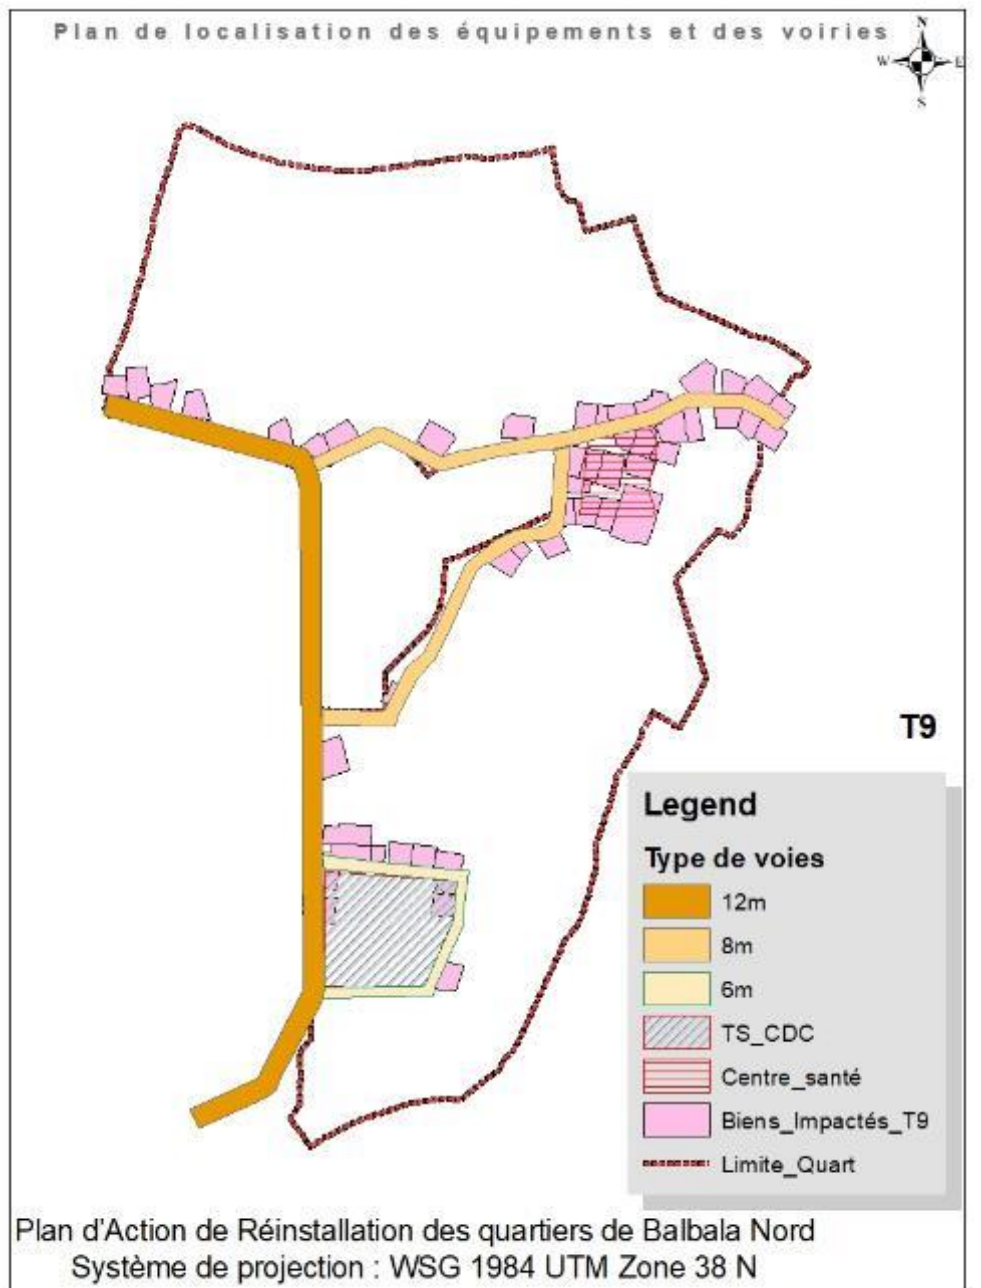 Plan de localisation des équipements et des voiries
N
W E
S
T9
Legend
Type de voies
12m
8m
6m
TS_CDC
Centre_santé
Biens_Impactés_T9
Limite_Quart
Plan d'Action de Réinstallation des quartiers de Balbala Nord
Système de projection : WSG 1984 UTM Zone 38 N